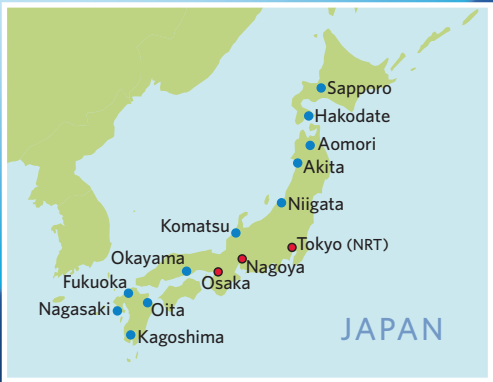 Sapporo
Hakodate
Aomori
Akita
Niigata
Komatsu
Tokyo (NRT)
Okayama
Nagoya
Fukuoka
Osaka
Nagasaki
Oita
Kagoshima
JAPAN